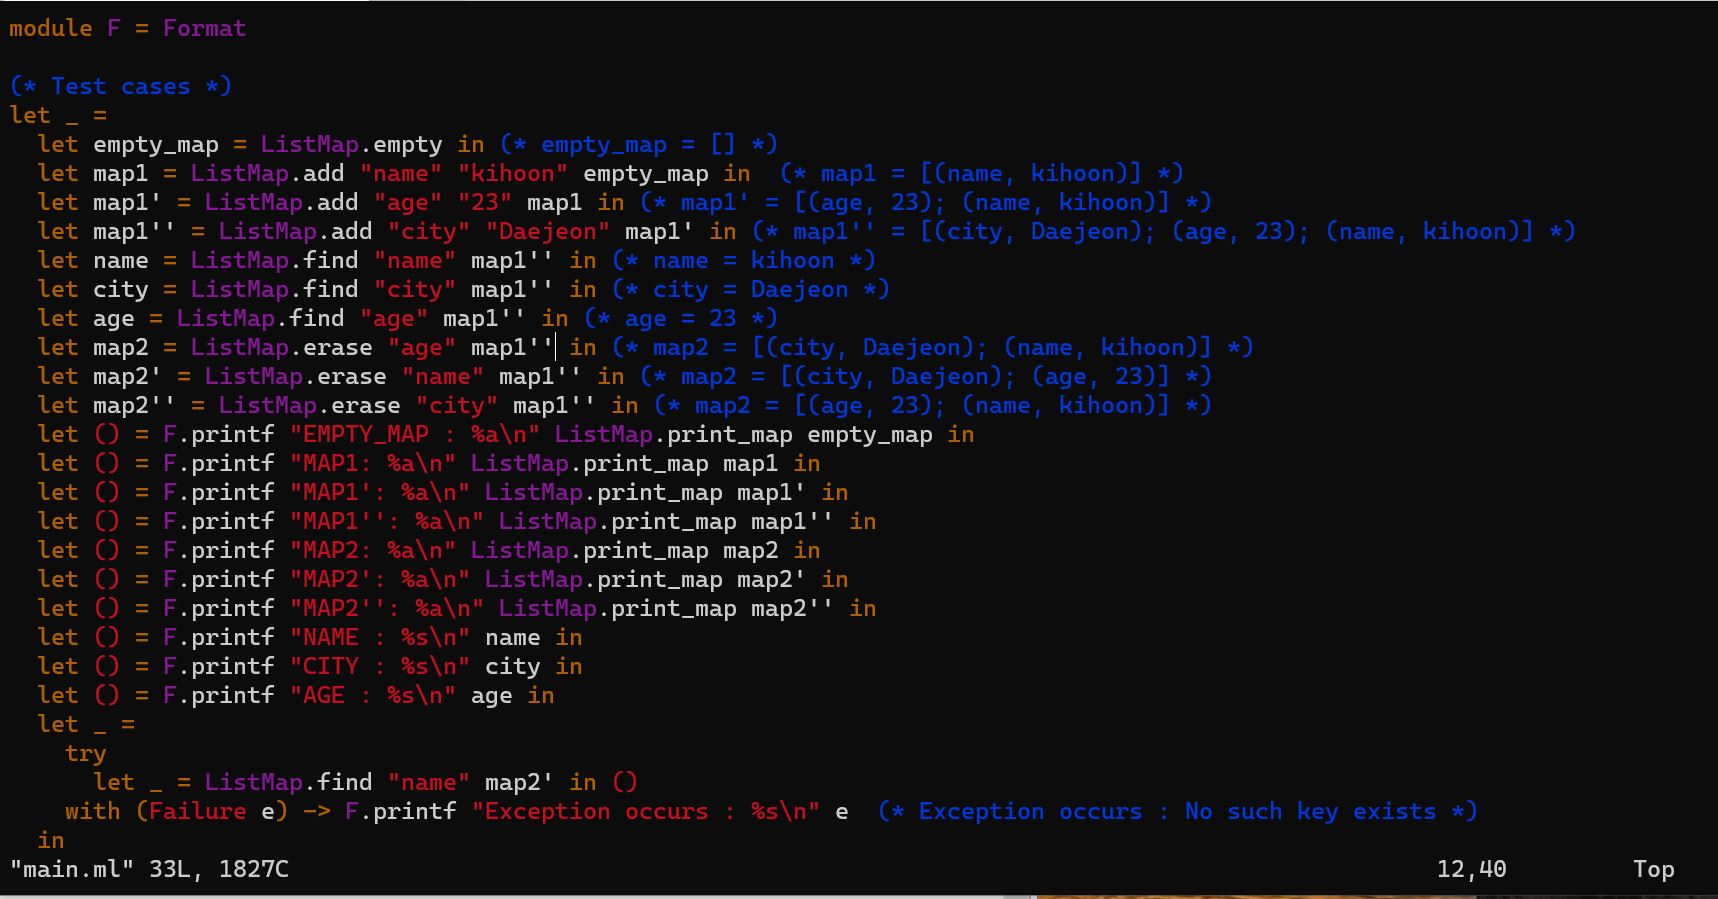 module F = Format
(* Test cases *)
let _ =
  let empty_map = ListMap.empty in (* empty_map = [] *)
  let map1 = ListMap.add "name" "kihoon" empty_map in  (* map1 = [(name, kihoon)] *)
  let map1' = ListMap.add "age" "23" map1 in (* map1' = [(age, 23); (name, kihoon)] *)
  let map1'' = ListMap.add "city" "Daejeon" map1' in (* map1'' = [(city, Daejeon); (age, 23); (name, kihoon)] *)
  let name = ListMap.find "name" map1'' in (* name = kihoon *)
  let city = ListMap.find "city" map1'' in (* city = Daejeon *)
  let age = ListMap.find "age" map1'' in (* age = 23 *)
  let map2 = ListMap.erase "age" map1'' in (* map2 = [(city, Daejeon); (name, kihoon)] *)
  let map2' = ListMap.erase "name" map1'' in (* map2 = [(city, Daejeon); (age, 23)] *)
  let map2'' = ListMap.erase "city" map1'' in (* map2 = [(age, 23); (name, kihoon)] *)
  let () = F.printf "EMPTY_MAP : %a\n" ListMap.print_map empty_map in
  let () = F.printf "MAP1: %a\n" ListMap.print_map map1 in
  let () = F.printf "MAP1': %a\n" ListMap.print_map map1' in
  let () = F.printf "MAP1'': %a\n" ListMap.print_map map1'' in
  let () = F.printf "MAP2: %a\n" ListMap.print_map map2 in
  let () = F.printf "MAP2': %a\n" ListMap.print_map map2' in
  let () = F.printf "MAP2'': %a\n" ListMap.print_map map2'' in
  let () = F.printf "NAME : %s\n" name in
  let () = F.printf "CITY : %s\n" city in
  let () = F.printf "AGE : %s\n" age in
  let _ =
    try
      let _ = ListMap.find "name" map2' in ()
    with (Failure e) -> F.printf "Exception occurs : %s\n" e  (* Exception occurs : No such key exists *)
  in
"main.ml" 33L, 1827C 12,40 Top